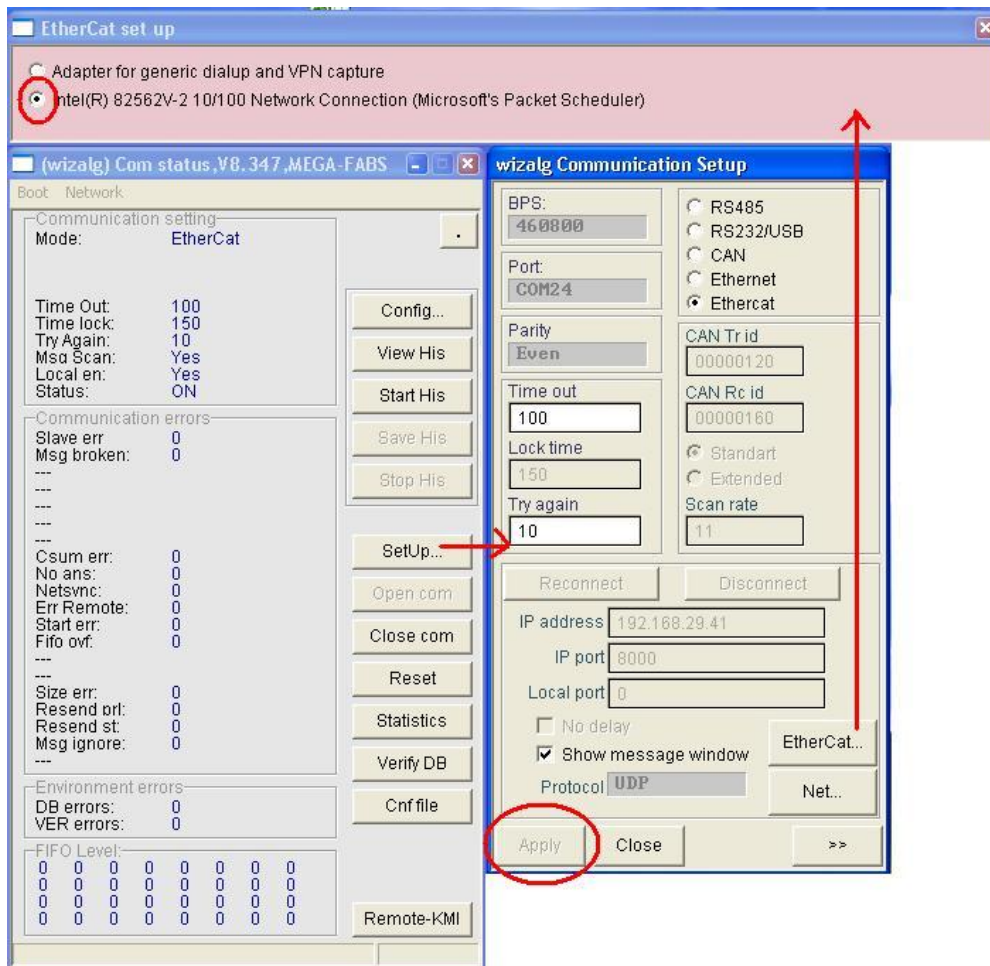 EtherCat set up
Adapter for generic dialup and VPN capture
Intel(R) 82562V-2 10/100 Network Connection (Microsoft's Packet Scheduler)
(wizalg) Com status,V8.347,MEGA-FABS
Boot Network
Communication setting
Mode: EtherCat
.
Time Out: 100
Time lock: 150
Try Again: 10
Msg Scan: Yes
Local en: Yes
Status: ON
Communication errors
Slave err 0
Msg broken: 0
---
---
---
---
Csum err: 0
No ans: 0
Netsync: 0
Err Remote: 0
Start err: 0
Fifo ovf: 0
---
---
Size err: 0
Resend prl: 0
Resend st: 0
Msg ignore: 0
---
Environment errors
DB errors: 0
VER errors: 0
FIFO Level:
0 0 0 0 0 0 0 0
0 0 0 0 0 0 0 0
0 0 0 0 0 0 0 0
0 0 0 0 0 0 0 0
Config...
View His
Start His
Save His
Stop His
SetUp...
Open com
Close com
Reset
Statistics
Verify DB
Cnf file
Remote-KMI
wizalg Communication Setup
BPS:
460800
Port:
COM24
Parity
Even
Time out
100
Lock time
150
Try again
10
RS485
RS232/USB
CAN
Ethernet
Ethercat
CAN Tr id
00000120
CAN Rc id
00000160
Standart
Extended
Scan rate
11
Reconnect Disconnect
IP address 192.168.29.41
IP port 8000
Local port 0
No delay
Show message window
EtherCat...
Protocol UDP
Net...
Apply Close >>